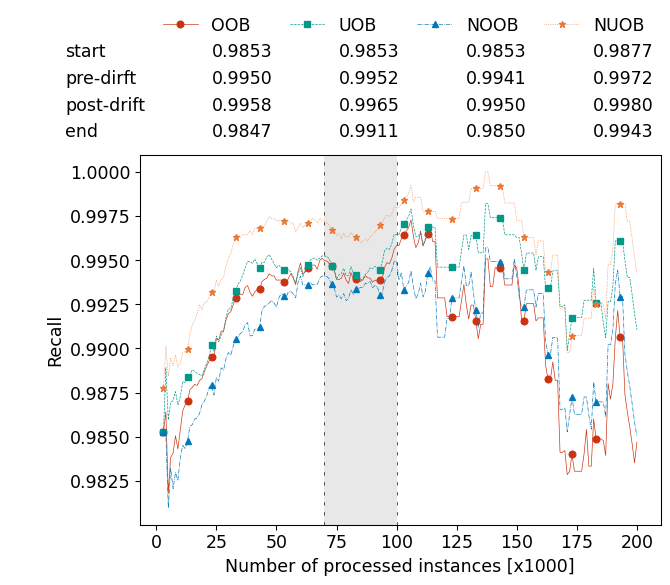 OOB UOB NOOB NUOB
start 0.9853 0.9853 0.9853 0.9877
pre-dirft 0.9950 0.9952 0.9941 0.9972
post-drift 0.9958 0.9965 0.9950 0.9980
end 0.9847 0.9911 0.9850 0.9943
1.0000
0.9975
0.9950
0.9925
0.9900
0.9875
0.9850
0.9825
Recall
0 25 50 75 100 125 150 175 200
Number of processed instances [x1000]